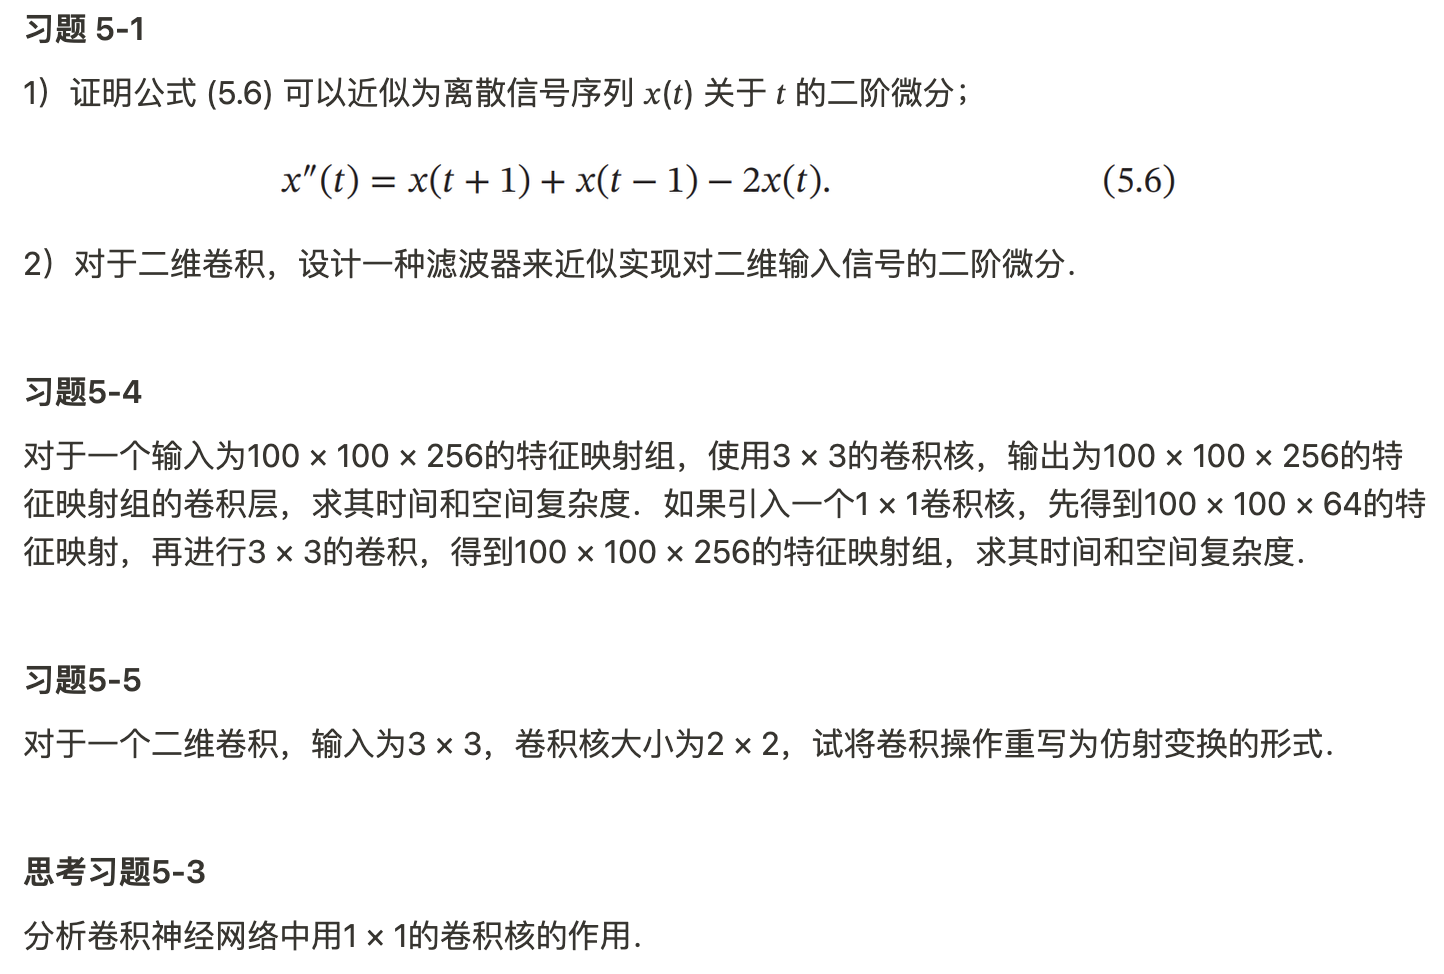 习题 5-1
1）证明公式 (5.6) 可以近似为离散信号序列 x(t) 关于 t 的二阶微分；
x″(t) = x(t + 1) + x(t − 1) − 2x(t). (5.6)
2）对于二维卷积，设计一种滤波器来近似实现对二维输入信号的二阶微分．
习题5-4
对于一个输入为100 × 100 × 256的特征映射组，使用3 × 3的卷积核，输出为100 × 100 × 256的特
征映射组的卷积层，求其时间和空间复杂度．如果引入一个1 × 1卷积核，先得到100 × 100 × 64的特
征映射，再进行3 × 3的卷积，得到100 × 100 × 256的特征映射组，求其时间和空间复杂度．
习题5-5
对于一个二维卷积，输入为3 × 3，卷积核大小为2 × 2，试将卷积操作重写为仿射变换的形式．
思考习题5-3
分析卷积神经网络中用1 × 1的卷积核的作用．